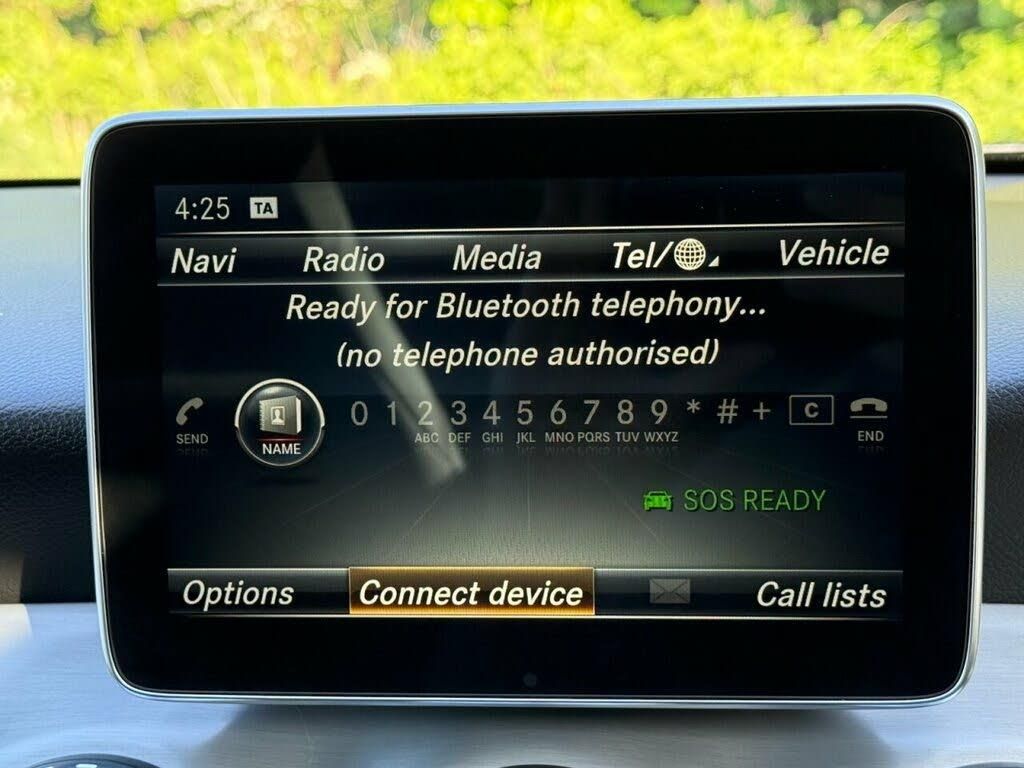 4:25 TA
Navi Radio Media Tel/ Vehicle
Ready for Bluetooth telephony...
(no telephone authorised)
0 1 2 3 4 5 6 7 8 9 * # + C
SEND NAME ABC DEF GHI JKL MNO PQRS TUV WXYZ END
SOS READY
Options Connect device Call lists